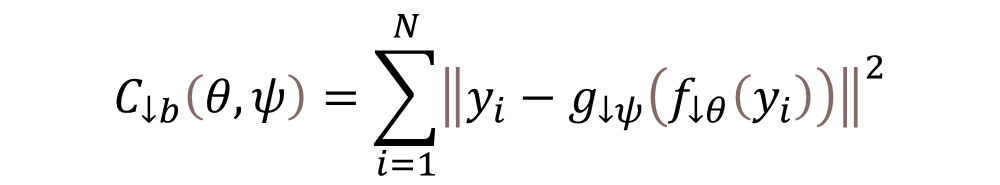 C↓b(θ,ψ) = ∑_{i=1}^{N} ‖y_i − g↓ψ(f↓θ(y_i))‖^2